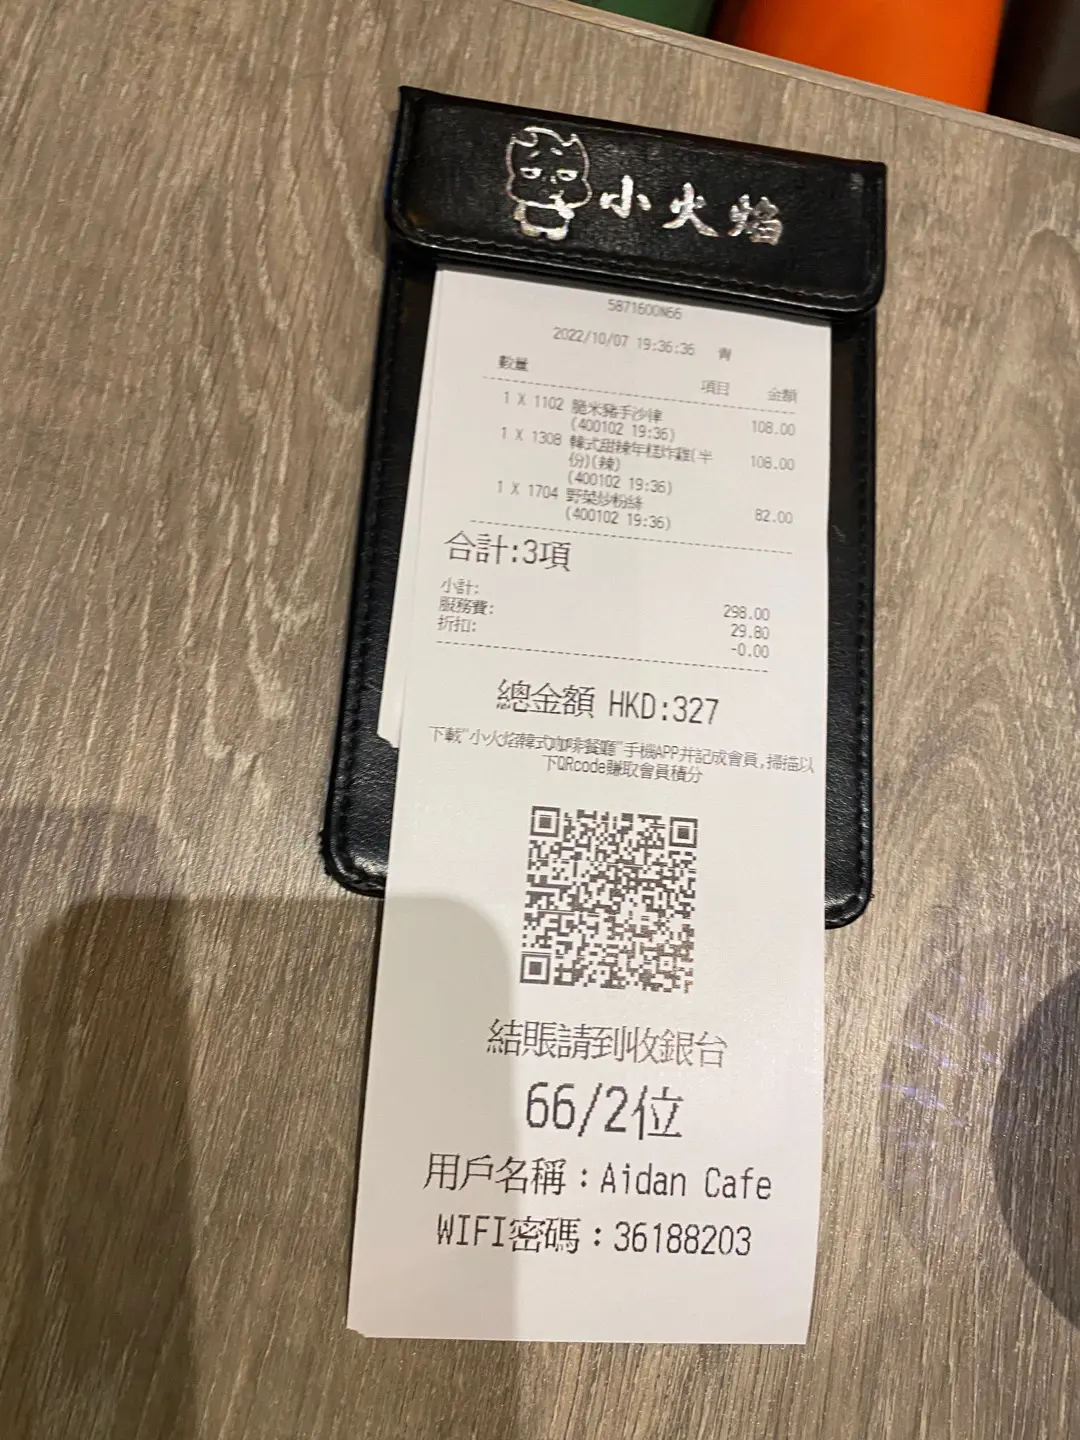 小火焰
5871600N66
2022/10/07 19:36:36 青
數量 項目 金額
1 X 1102 脆米豬手沙律 108.00
(400102 19:36)
1 X 1308 韓式甜辣年糕炸雞(半 108.00
份)(辣)
(400102 19:36)
1 X 1704 野菜炒粉絲 82.00
(400102 19:36)
合計:3項
小計: 298.00
服務費: 29.80
折扣: -0.00
總金額 HKD:327
下載"小火焰韓式咖啡餐廳"手機APP并記成會員,掃描以
下QRcode賺取會員積分
結賬請到收銀台
66/2位
用戶名稱：Aidan Cafe
WIFI密碼：36188203